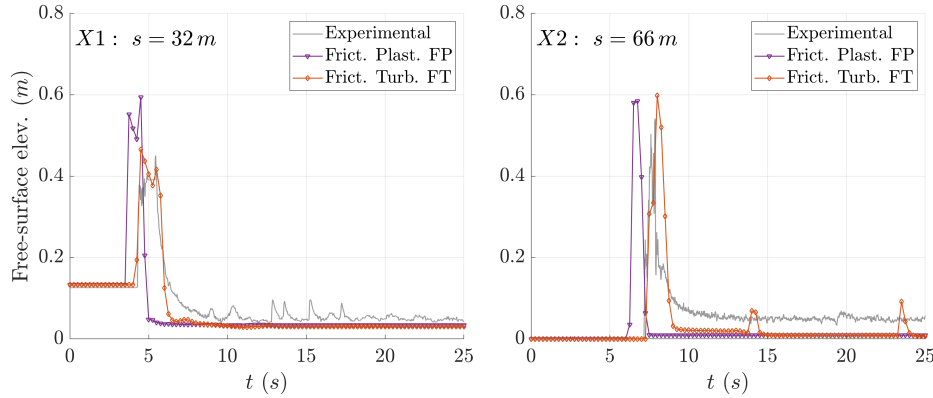 X1 : s = 32 m
Experimental
Frict. Plast. FP
Frict. Turb. FT
Free-surface elev. (m)
0.8
0.6
0.4
0.2
0
0 5 10 15 20 25
t (s)
X2 : s = 66 m
Experimental
Frict. Plast. FP
Frict. Turb. FT
0.8
0.6
0.4
0.2
0
0 5 10 15 20 25
t (s)